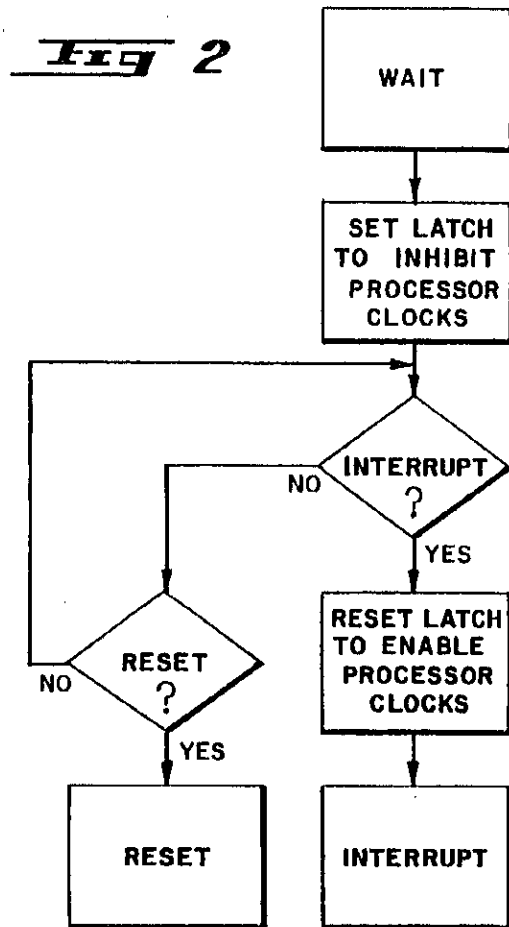 Fig 2
WAIT
SET LATCH
TO INHIBIT
PROCESSOR
CLOCKS
INTERRUPT
?
NO
YES
RESET LATCH
TO ENABLE
PROCESSOR
CLOCKS
RESET
?
NO
YES
RESET
INTERRUPT